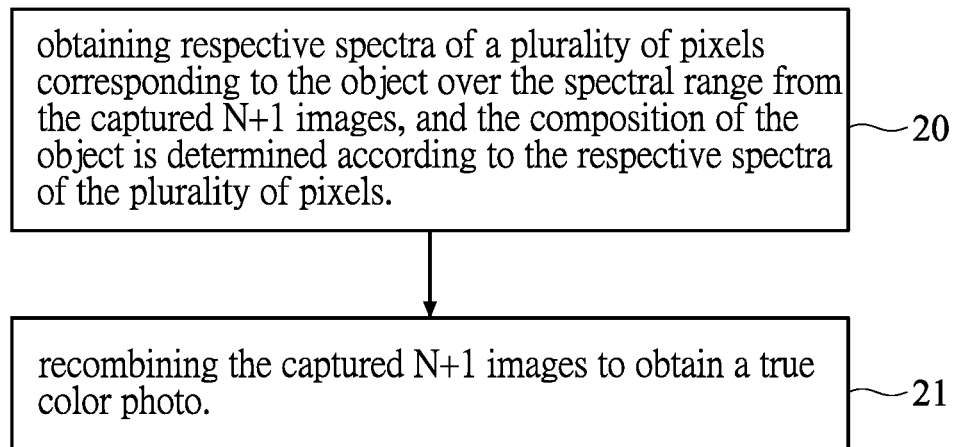 obtaining respective spectra of a plurality of pixels
corresponding to the object over the spectral range from
the captured N+1 images, and the composition of the
object is determined according to the respective spectra
of the plurality of pixels.
20
recombining the captured N+1 images to obtain a true
color photo.
21